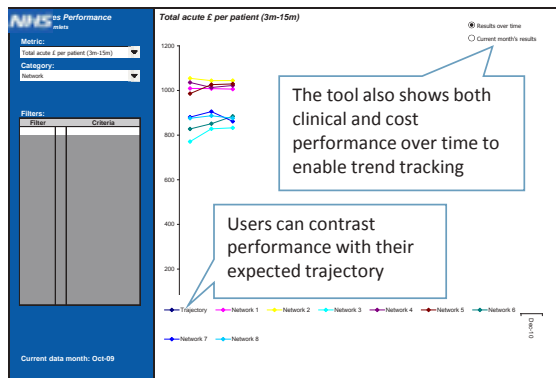 NHS
es Performance
mlets
Metric:
Total acute £ per patient (3m-15m)
Category:
Network
Filters:
Filter Criteria
Current data month: Oct-09
Total acute £ per patient (3m-15m)
Results over time
Current month's results
1200
1000
800
600
400
200
The tool also shows both
clinical and cost
performance over time to
enable trend tracking
Users can contrast
performance with their
expected trajectory
Trajectory Network 1 Network 2 Network 3 Network 4 Network 5 Network 6
Network 7 Network 8
Dec-10